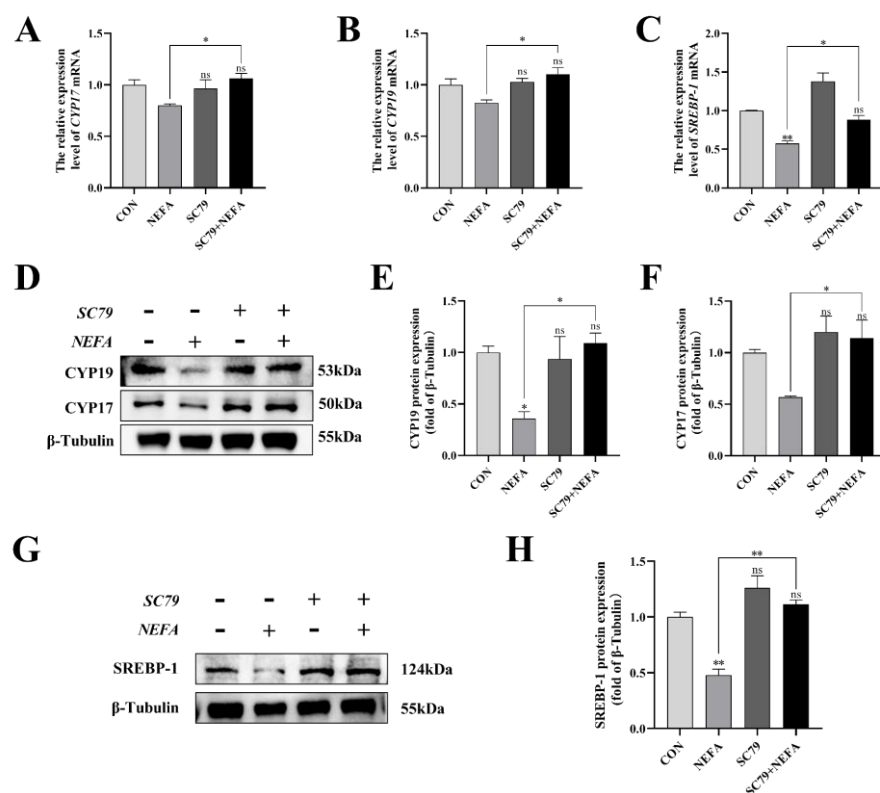 A
The relative expression
level of CYP17 mRNA
1.5
1.0
0.5
0.0
*
ns
ns
CON
NEFA
SC79
SC79+NEFA
B
The relative expression
level of CYP19 mRNA
1.5
1.0
0.5
0.0
*
ns
ns
CON
NEFA
SC79
SC79+NEFA
C
The relative expression
level of SREBP-1 mRNA
2.0
1.5
1.0
0.5
0.0
*
**
ns
CON
NEFA
SC79
SC79+NEFA
D
SC79 - - + +
NEFA - + - +
CYP19 53kDa
CYP17 50kDa
β-Tubulin 55kDa
E
CYP19 protein expression
(fold of β-Tubulin)
1.5
1.0
0.5
0.0
*
*
ns
ns
CON
NEFA
SC79
SC79+NEFA
F
CYP17 protein expression
(fold of β-Tubulin)
1.5
1.0
0.5
0.0
*
ns
ns
CON
NEFA
SC79
SC79+NEFA
G
SC79 - - + +
NEFA - + - +
SREBP-1 124kDa
β-Tubulin 55kDa
H
SREBP-1 protein expression
(fold of β-Tubulin)
1.5
1.0
0.5
0.0
**
**
ns
ns
CON
NEFA
SC79
SC79+NEFA